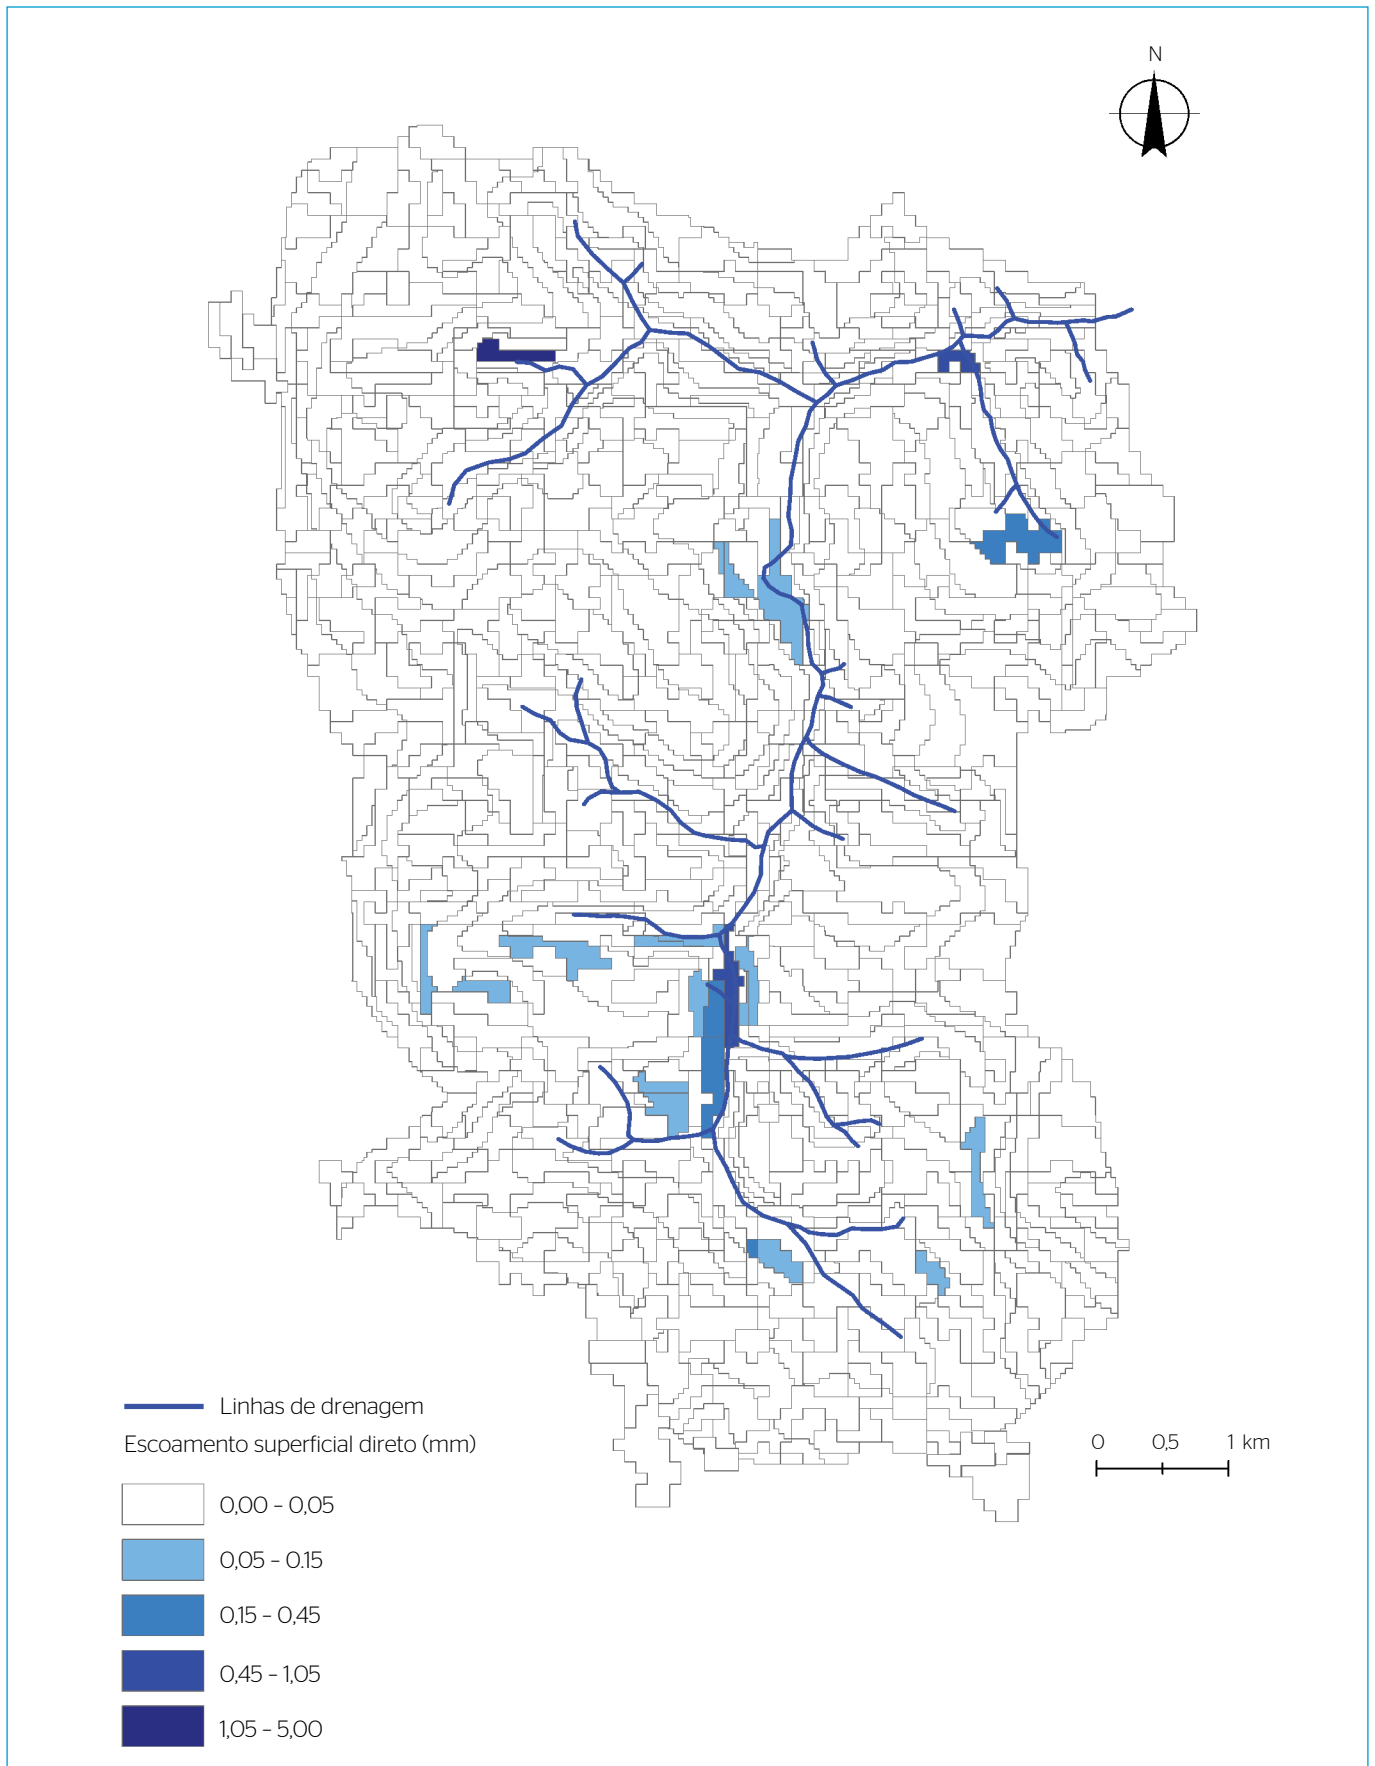 N
Linhas de drenagem
Escoamento superficial direto (mm)
0 0,5 1 km
0,00 - 0,05
0,05 - 0.15
0,15 - 0,45
0,45 - 1,05
1,05 - 5,00